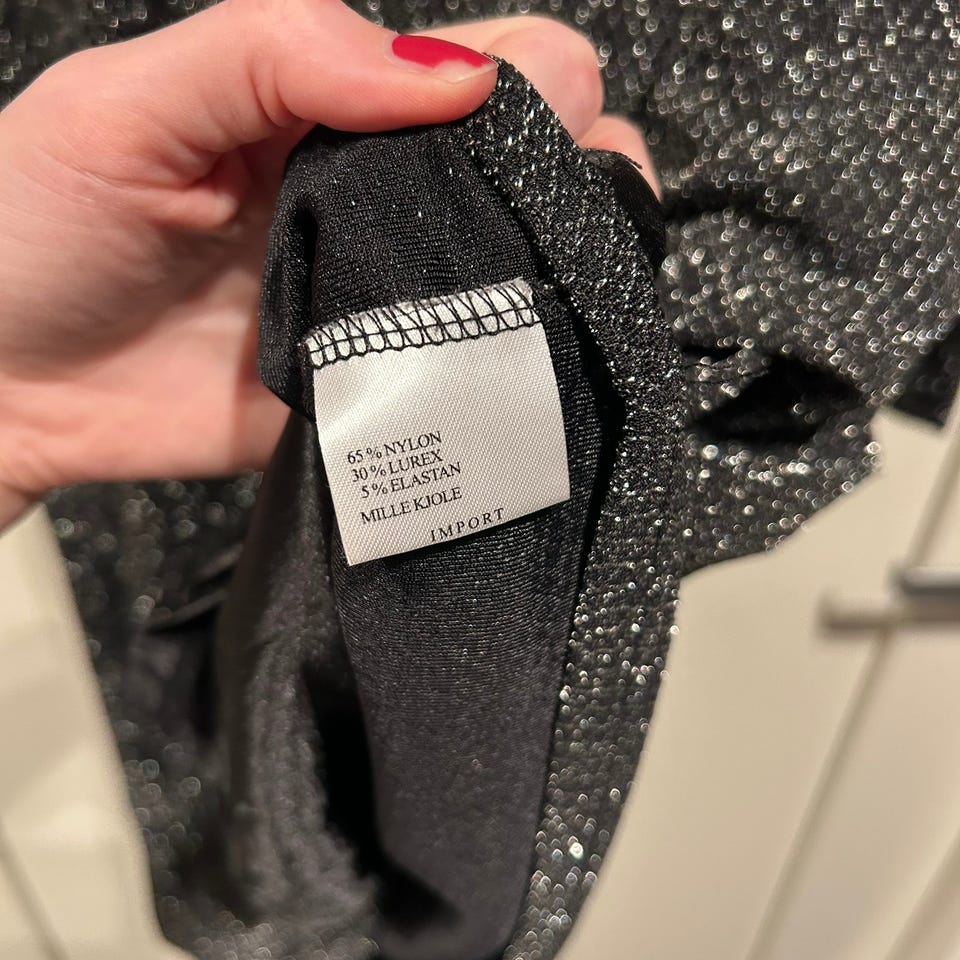 65 % NYLON
30 % LUREX
5 % ELASTAN
MILLE KJOLE
IMPORT